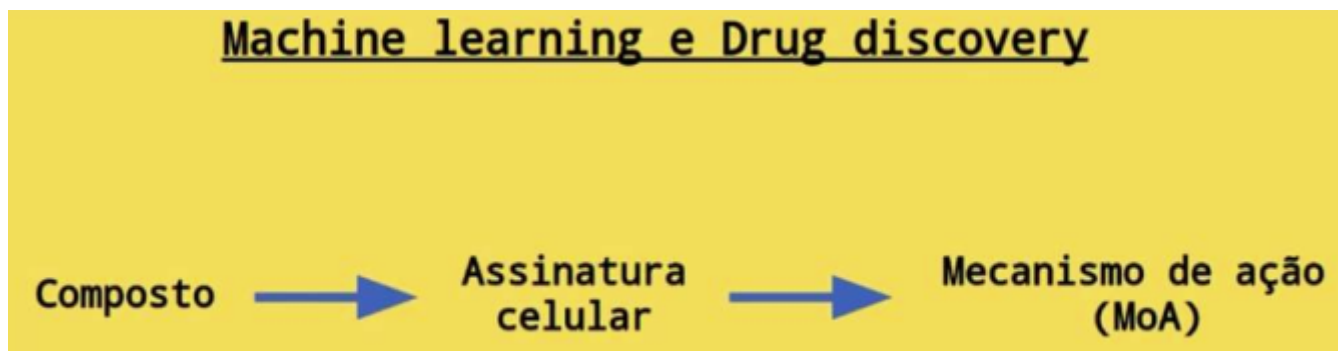 Machine learning e Drug discovery
Composto
Assinatura
celular
Mecanismo de ação
(MoA)